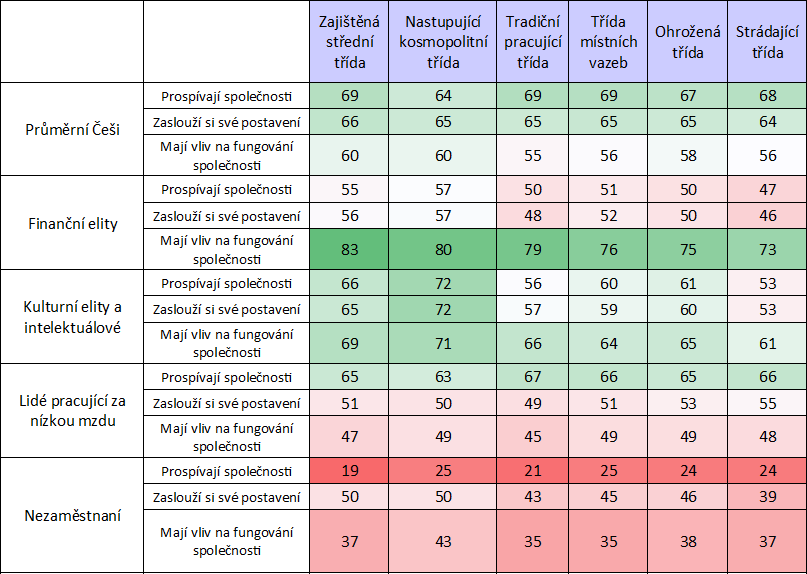 Zajištěná střední třída Nastupující kosmopolitní třída Tradiční pracující třída Třída místních vazeb Ohrožená třída Strádající třída
Průměrní Češi
Prospívají společnosti 69 64 69 69 67 68
Zaslouží si své postavení 66 65 65 65 65 64
Mají vliv na fungování společnosti 60 60 55 56 58 56
Finanční elity
Prospívají společnosti 55 57 50 51 50 47
Zaslouží si své postavení 56 57 48 52 50 46
Mají vliv na fungování společnosti 83 80 79 76 75 73
Kulturní elity a intelektuálové
Prospívají společnosti 66 72 56 60 61 53
Zaslouží si své postavení 65 72 57 59 60 53
Mají vliv na fungování společnosti 69 71 66 64 65 61
Lidé pracující za nízkou mzdu
Prospívají společnosti 65 63 67 66 65 66
Zaslouží si své postavení 51 50 49 51 53 55
Mají vliv na fungování společnosti 47 49 45 49 49 48
Nezaměstnaní
Prospívají společnosti 19 25 21 25 24 24
Zaslouží si své postavení 50 50 43 45 46 39
Mají vliv na fungování společnosti 37 43 35 35 38 37